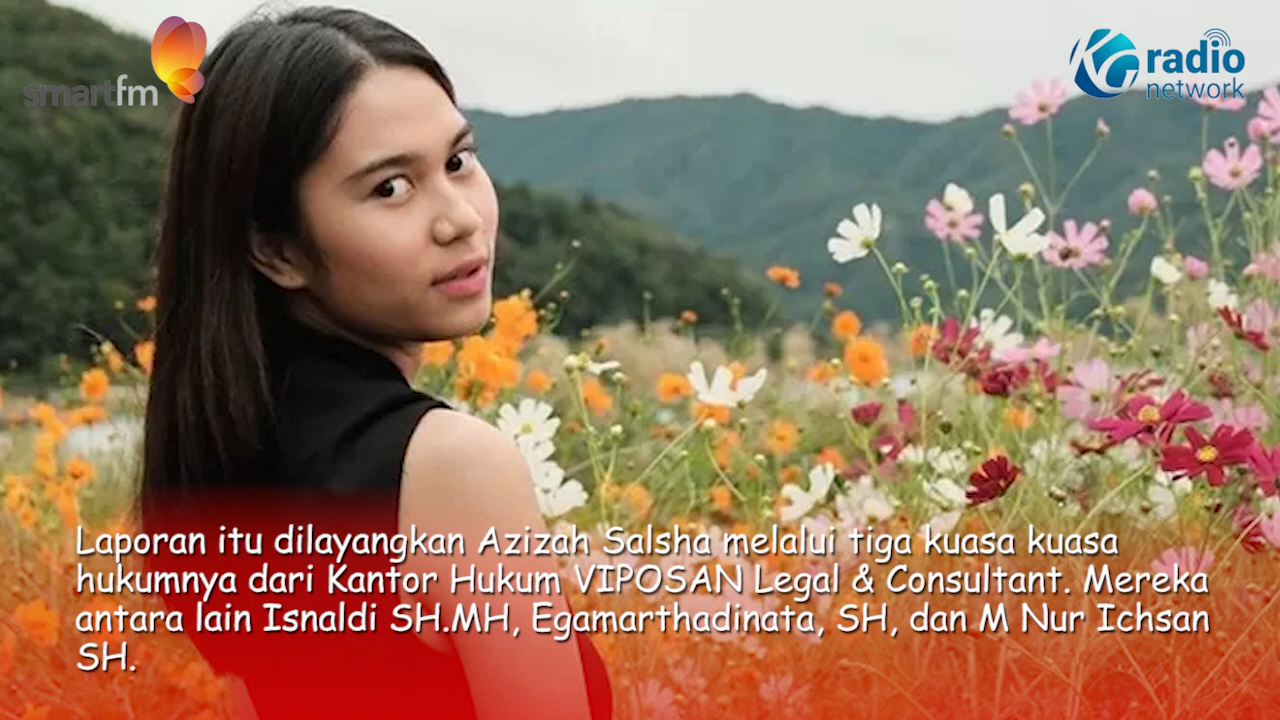 smartfm
KG radio
network
Laporan itu dilayangkan Azizah Salsha melalui tiga kuasa kuasa
hukumnya dari Kantor Hukum VIPOSAN Legal & Consultant. Mereka
antara lain Isnaldi SH.MH, Egamarthadinata, SH, dan M Nur Ichsan
SH.